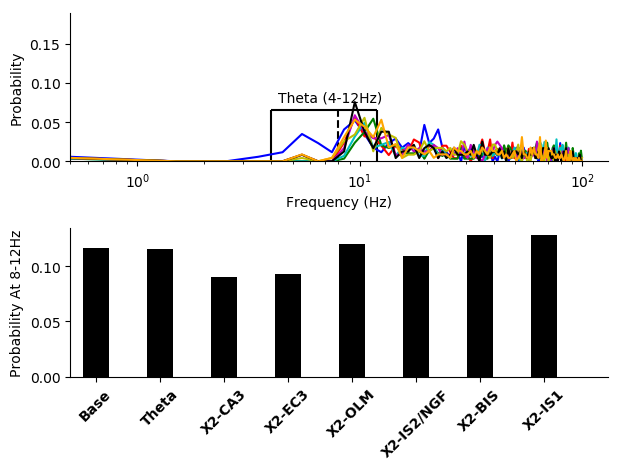 Probability
0.15
0.10
0.05
0.00
Theta (4-12Hz)
10⁰
10¹
10²
Frequency (Hz)
Probability At 8-12Hz
0.10
0.05
0.00
Base
Theta
X2-CA3
X2-EC3
X2-OLM
X2-IS2/NGF
X2-BIS
X2-IS1